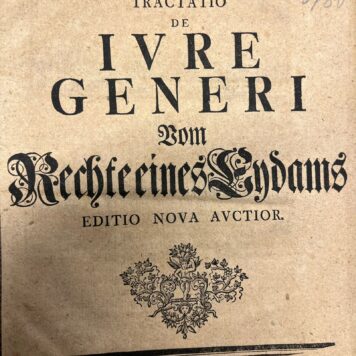 TRACTATIO
DE
IVRE
GENERI
Vom
Rechte eines Eydams
EDITIO NOVA AVCTIOR.